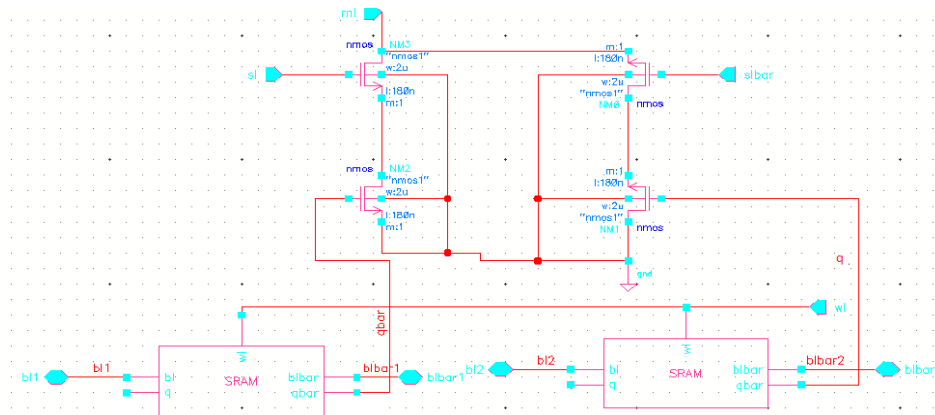 ml
nmos NM3
"nmos1"
w:2u
l:180n
m:1
sl
m:1
l:180n
w:2u
"nmos1"
NM0 nmos
slbar
nmos NM2
"nmos1"
w:2u
l:180n
m:1
m:1
l:180n
w:2u
"nmos1"
NM1 nmos
gnd
q
qbar
wl
wl
wl
bl1 bl1 bl SRAM blbar blbar1 blbar1
q qbar
bl2 bl2 bl SRAM blbar blbar2 blbar
q qbar